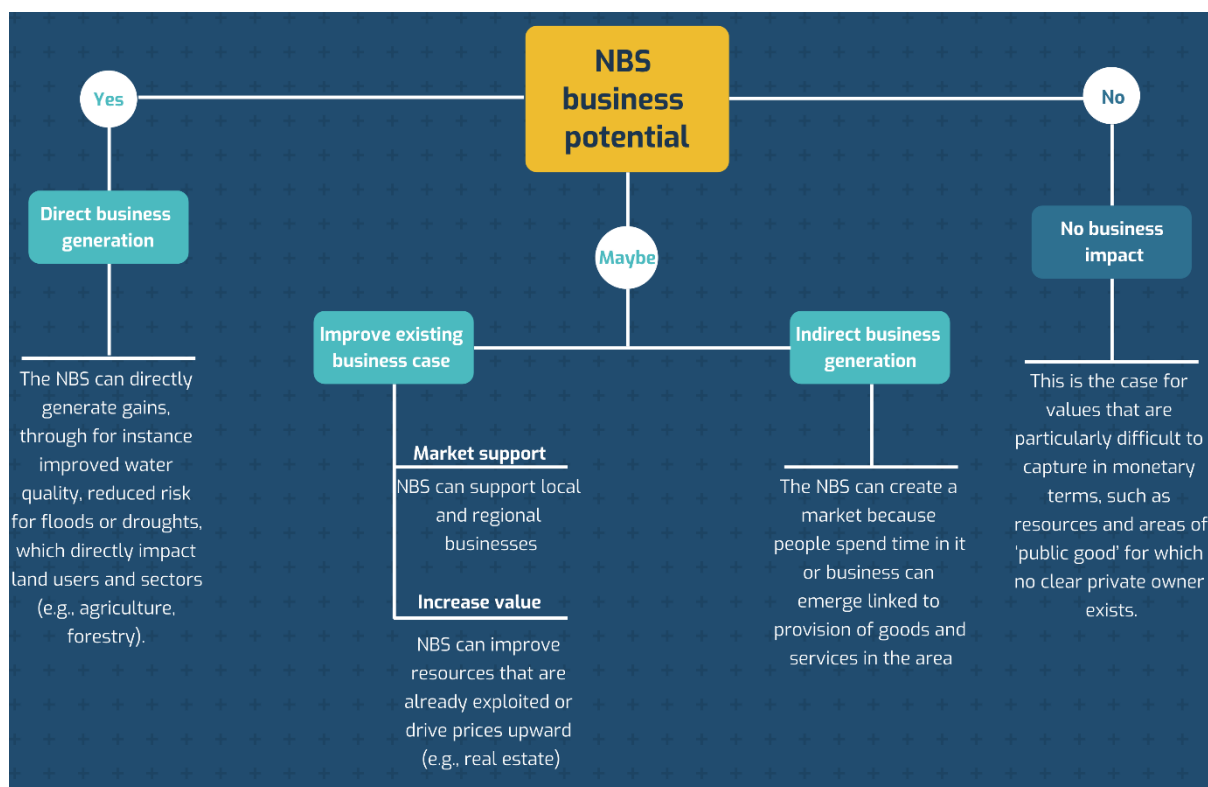 NBS
business
potential
Yes
Direct business
generation
The NBS can directly
generate gains,
through for instance
improved water
quality, reduced risk
for floods or droughts,
which directly impact
land users and sectors
(e.g., agriculture,
forestry).
Maybe
Improve existing
business case
Market support
NBS can support local
and regional
businesses
Increase value
NBS can improve
resources that are
already exploited or
drive prices upward
(e.g., real estate)
Indirect business
generation
The NBS can create a
market because
people spend time in it
or business can
emerge linked to
provision of goods and
services in the area
No
No business
impact
This is the case for
values that are
particularly difficult to
capture in monetary
terms, such as
resources and areas of
‘public good’ for which
no clear private owner
exists.